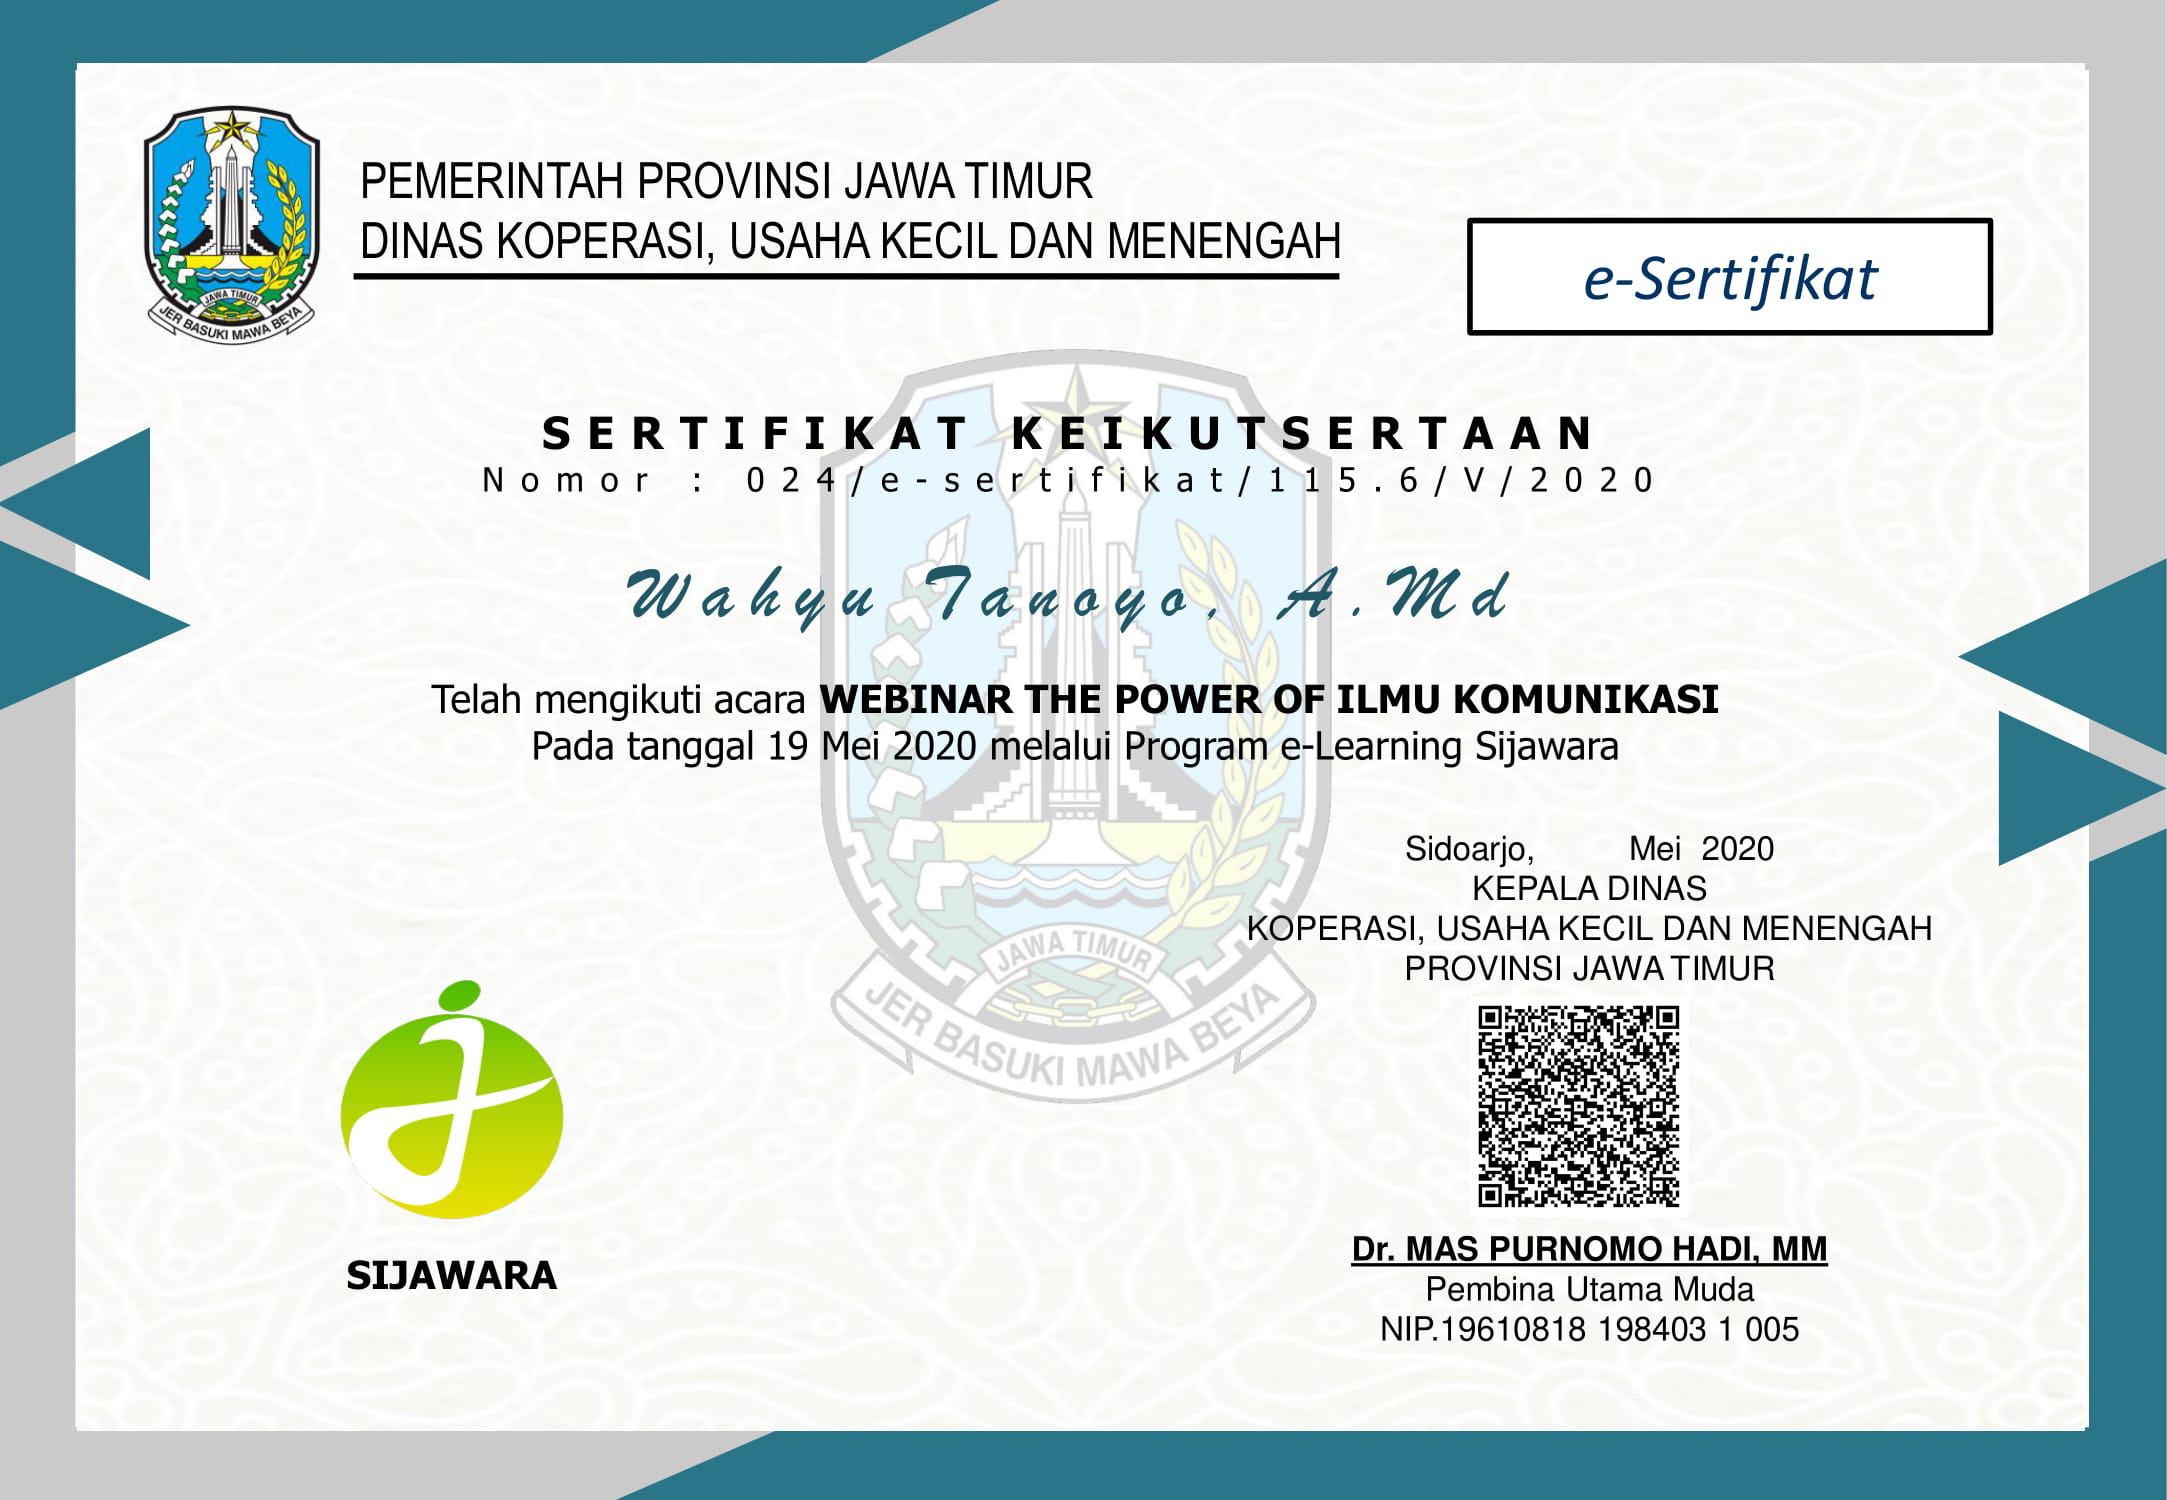 PEMERINTAH PROVINSI JAWA TIMUR
DINAS KOPERASI, USAHA KECIL DAN MENENGAH
JAWA TIMUR
JER BASUKI MAWA BEYA
e-Sertifikat
SERTIFIKAT KEIKUTSERTAAN
Nomor : 024/e-sertifikat/115.6/V/2020
Wahyu Tanoyo, A.Md
Telah mengikuti acara WEBINAR THE POWER OF ILMU KOMUNIKASI
Pada tanggal 19 Mei 2020 melalui Program e-Learning Sijawara
Sidoarjo, Mei 2020
KEPALA DINAS
KOPERASI, USAHA KECIL DAN MENENGAH
PROVINSI JAWA TIMUR
JAWA TIMUR
JER BASUKI MAWA BEYA
SIJAWARA
Dr. MAS PURNOMO HADI, MM
Pembina Utama Muda
NIP.19610818 198403 1 005